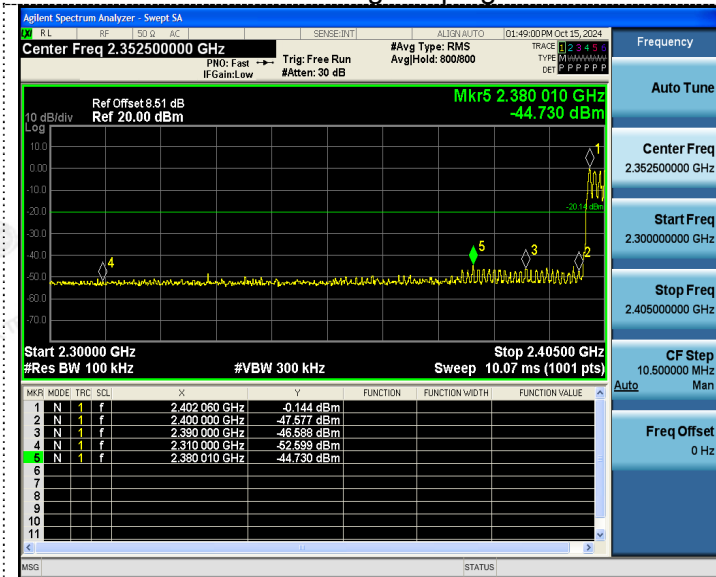 Agilent Spectrum Analyzer - Swept SA
LXI RL RF 50 Ω AC SENSE:INT ALIGN AUTO 01:49:00 PM Oct 15, 2024
Center Freq 2.352500000 GHz #Avg Type: RMS TRACE 1 2 3 4 5 6
PNO: Fast Trig: Free Run Avg|Hold: 800/800 TYPE M
IFGain:Low #Atten: 30 dB DET P P P P P P
Mkr5 2.380 010 GHz
Ref Offset 8.51 dB
10 dB/div Ref 20.00 dBm -44.730 dBm
Log
10.0
0.00
-10.0
-20.0
-30.0
-40.0
-50.0
-60.0
-70.0
1
-20.14 dBm
5
3
2
4
Start 2.30000 GHz Stop 2.40500 GHz
#Res BW 100 kHz #VBW 300 kHz Sweep 10.07 ms (1001 pts)
MKR MODE TRC SCL X Y FUNCTION FUNCTION WIDTH FUNCTION VALUE
1 N 1 f 2.402 060 GHz -0.144 dBm
2 N 1 f 2.400 000 GHz -47.577 dBm
3 N 1 f 2.390 000 GHz -46.588 dBm
4 N 1 f 2.310 000 GHz -52.599 dBm
5 N 1 f 2.380 010 GHz -44.730 dBm
6
7
8
9
10
11
MSG STATUS
Frequency
Auto Tune
Center Freq
2.352500000 GHz
Start Freq
2.300000000 GHz
Stop Freq
2.405000000 GHz
CF Step
10.500000 MHz
Auto Man
Freq Offset
0 Hz